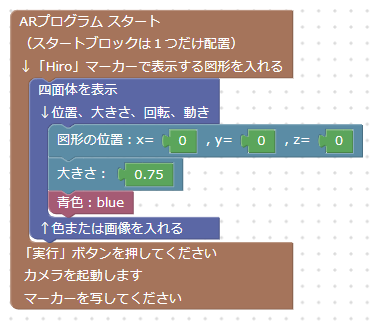 ARプログラム スタート
（スタートブロックは１つだけ配置）
↓「Hiro」マーカーで表示する図形を入れる
四面体を表示
↓位置、大きさ、回転、動き
図形の位置：x= 0 , y= 0 , z= 0
大きさ： 0.75
青色：blue
↑色または画像を入れる
「実行」ボタンを押してください
カメラを起動します
マーカーを写してください